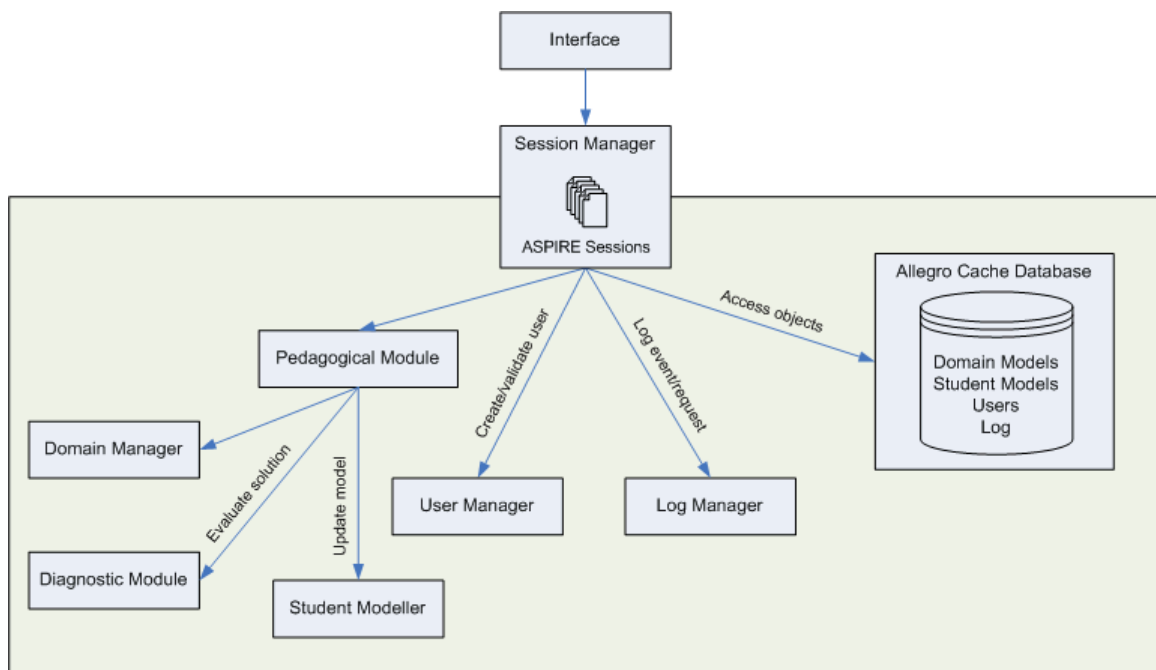 Interface
Session Manager
ASPIRE Sessions
Allegro Cache Database
Domain Models
Student Models
Users
Log
Access objects
Create/validate user
Log event/request
Pedagogical Module
Domain Manager
Evaluate solution
Update model
User Manager
Log Manager
Diagnostic Module
Student Modeller